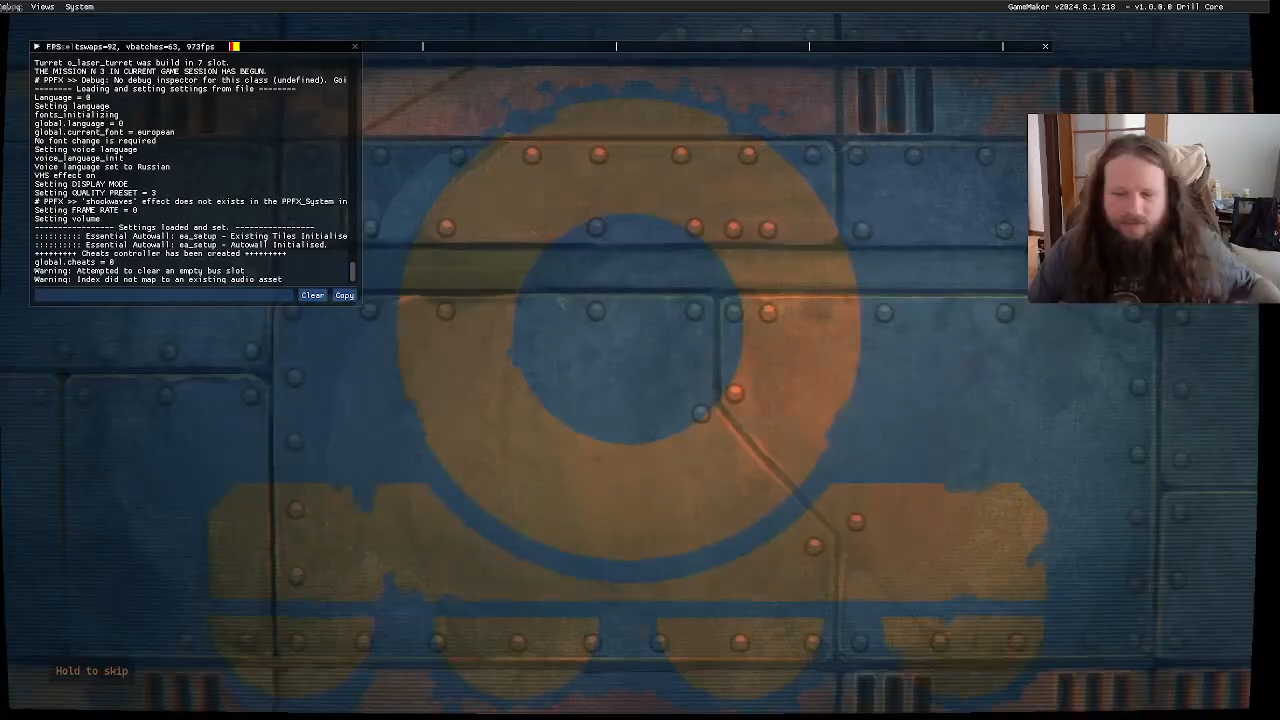 Views System
GameMaker v2024.8.1.218 - v1.0.0.0 Drill Core
swaps=92, vbatches=63, 973fps
Turret o_laser_turret was build in 7 slot.
THE MISSION N 3 IN CURRENT GAME SESSION HAS BEGUN.
# PPFX >> Debug: No debug inspector for this class (undefined). Goi
-------- Loading and setting settings from file --------
Language = 0
Setting language
fonts_initializing
global.language = 0
global.current_font = european
No font change is required
Setting voice language
voice_language_init
Voice language set to Russian
VHS effect on
Setting DISPLAY MODE
Setting QUALITY PRESET = 3
# PPFX >> 'shockwaves' effect does not exists in the PPFX_System in
Setting FRAME RATE = 0
Setting volume
---------------- Settings loaded and set. ----------------
:::::::::: Essential Autowall: ea_setup - Existing Tiles Initialise
:::::::::: Essential Autowall: ea_setup - Autowall Initialised.
++++++++ Cheats controller has been created +++++++++
global.cheats = 0
Warning: Attempted to clear an empty bus slot
Warning: Index did not map to an existing audio asset
Clear Copy
Hold to skip